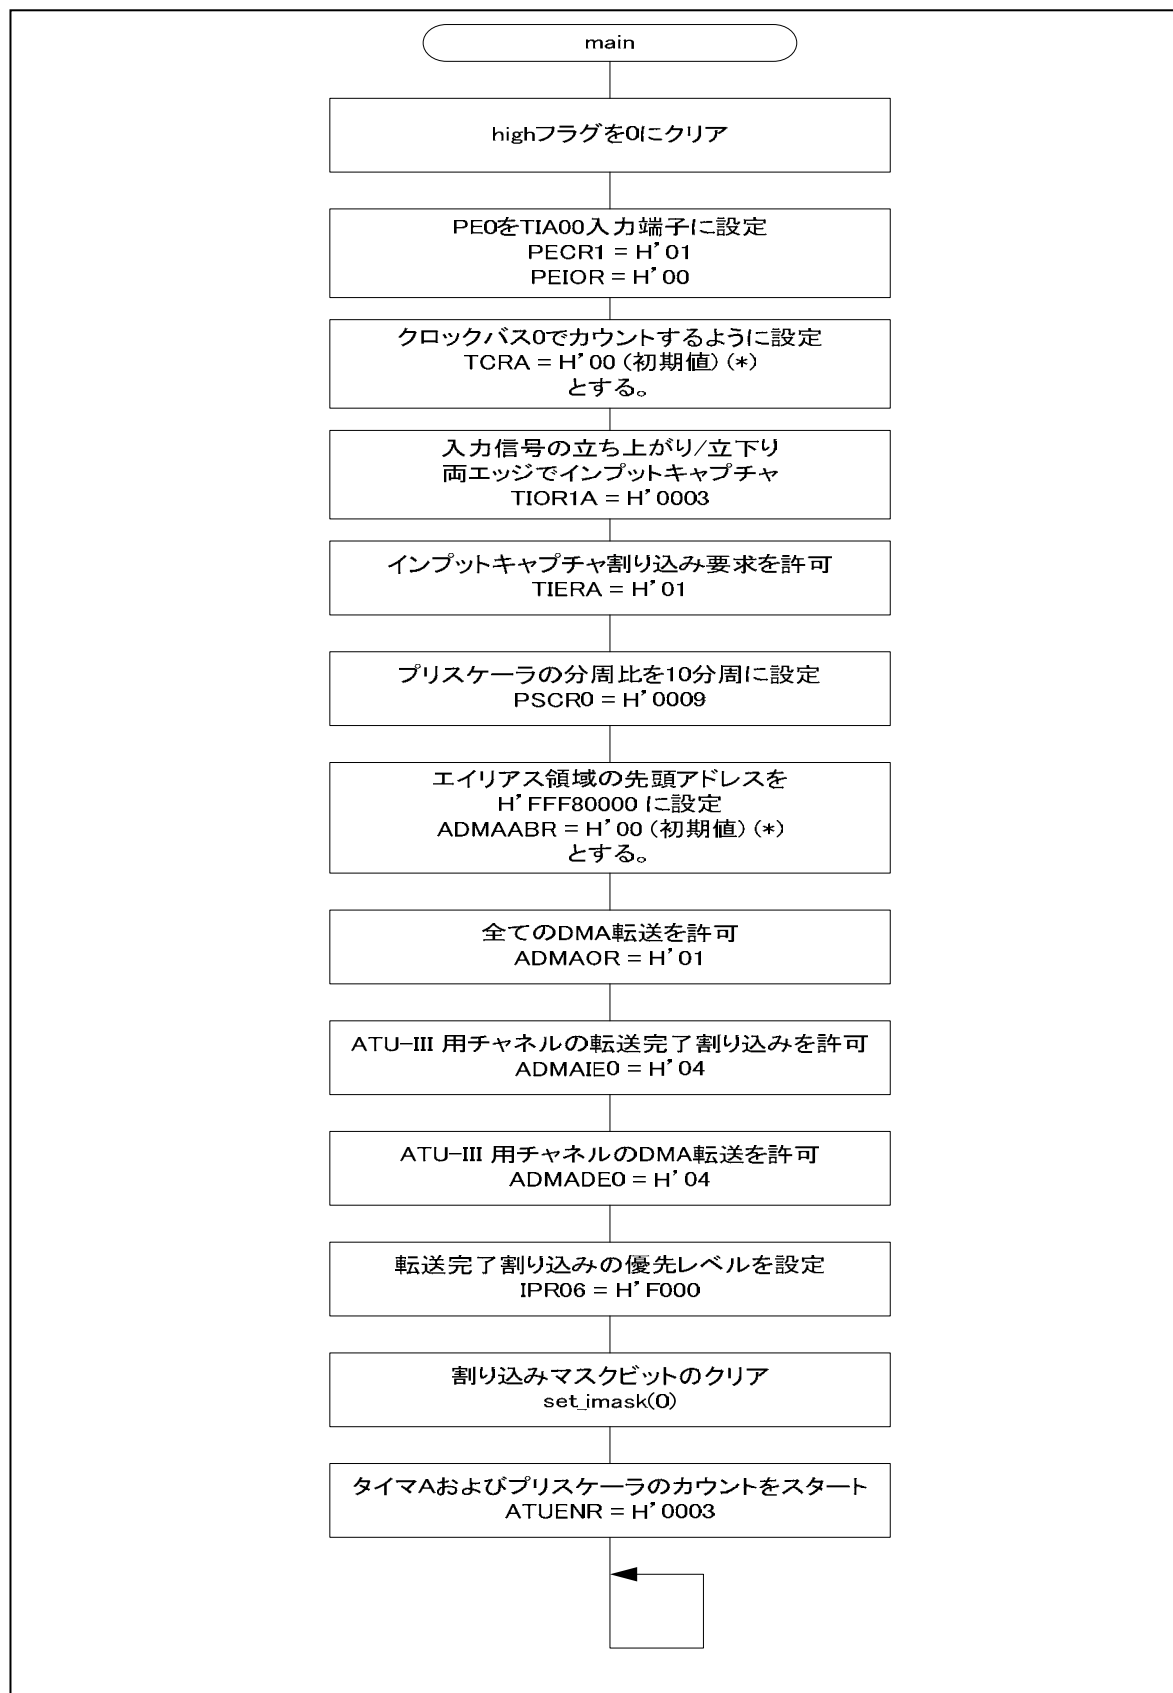 main
highフラグを0にクリア
PE0をTIA00入力端子に設定
PECR1 = H'01
PEIOR = H'00
クロックバス0でカウントするように設定
TCRA = H'00 (初期値) (*)
とする。
入力信号の立ち上がり/立下り
両エッジでインプットキャプチャ
TIOR1A = H'0003
インプットキャプチャ割り込み要求を許可
TIERA = H'01
プリスケーラの分周比を10分周に設定
PSCR0 = H'0009
エイリアス領域の先頭アドレスを
H'FFF80000 に設定
ADMAABR = H'00 (初期値) (*)
とする。
全てのDMA転送を許可
ADMAOR = H'01
ATU-III 用チャネルの転送完了割り込みを許可
ADMAIE0 = H'04
ATU-III 用チャネルのDMA転送を許可
ADMADE0 = H'04
転送完了割り込みの優先レベルを設定
IPR06 = H'F000
割り込みマスクビットのクリア
set_imask(0)
タイマAおよびプリスケーラのカウントをスタート
ATUENR = H'0003